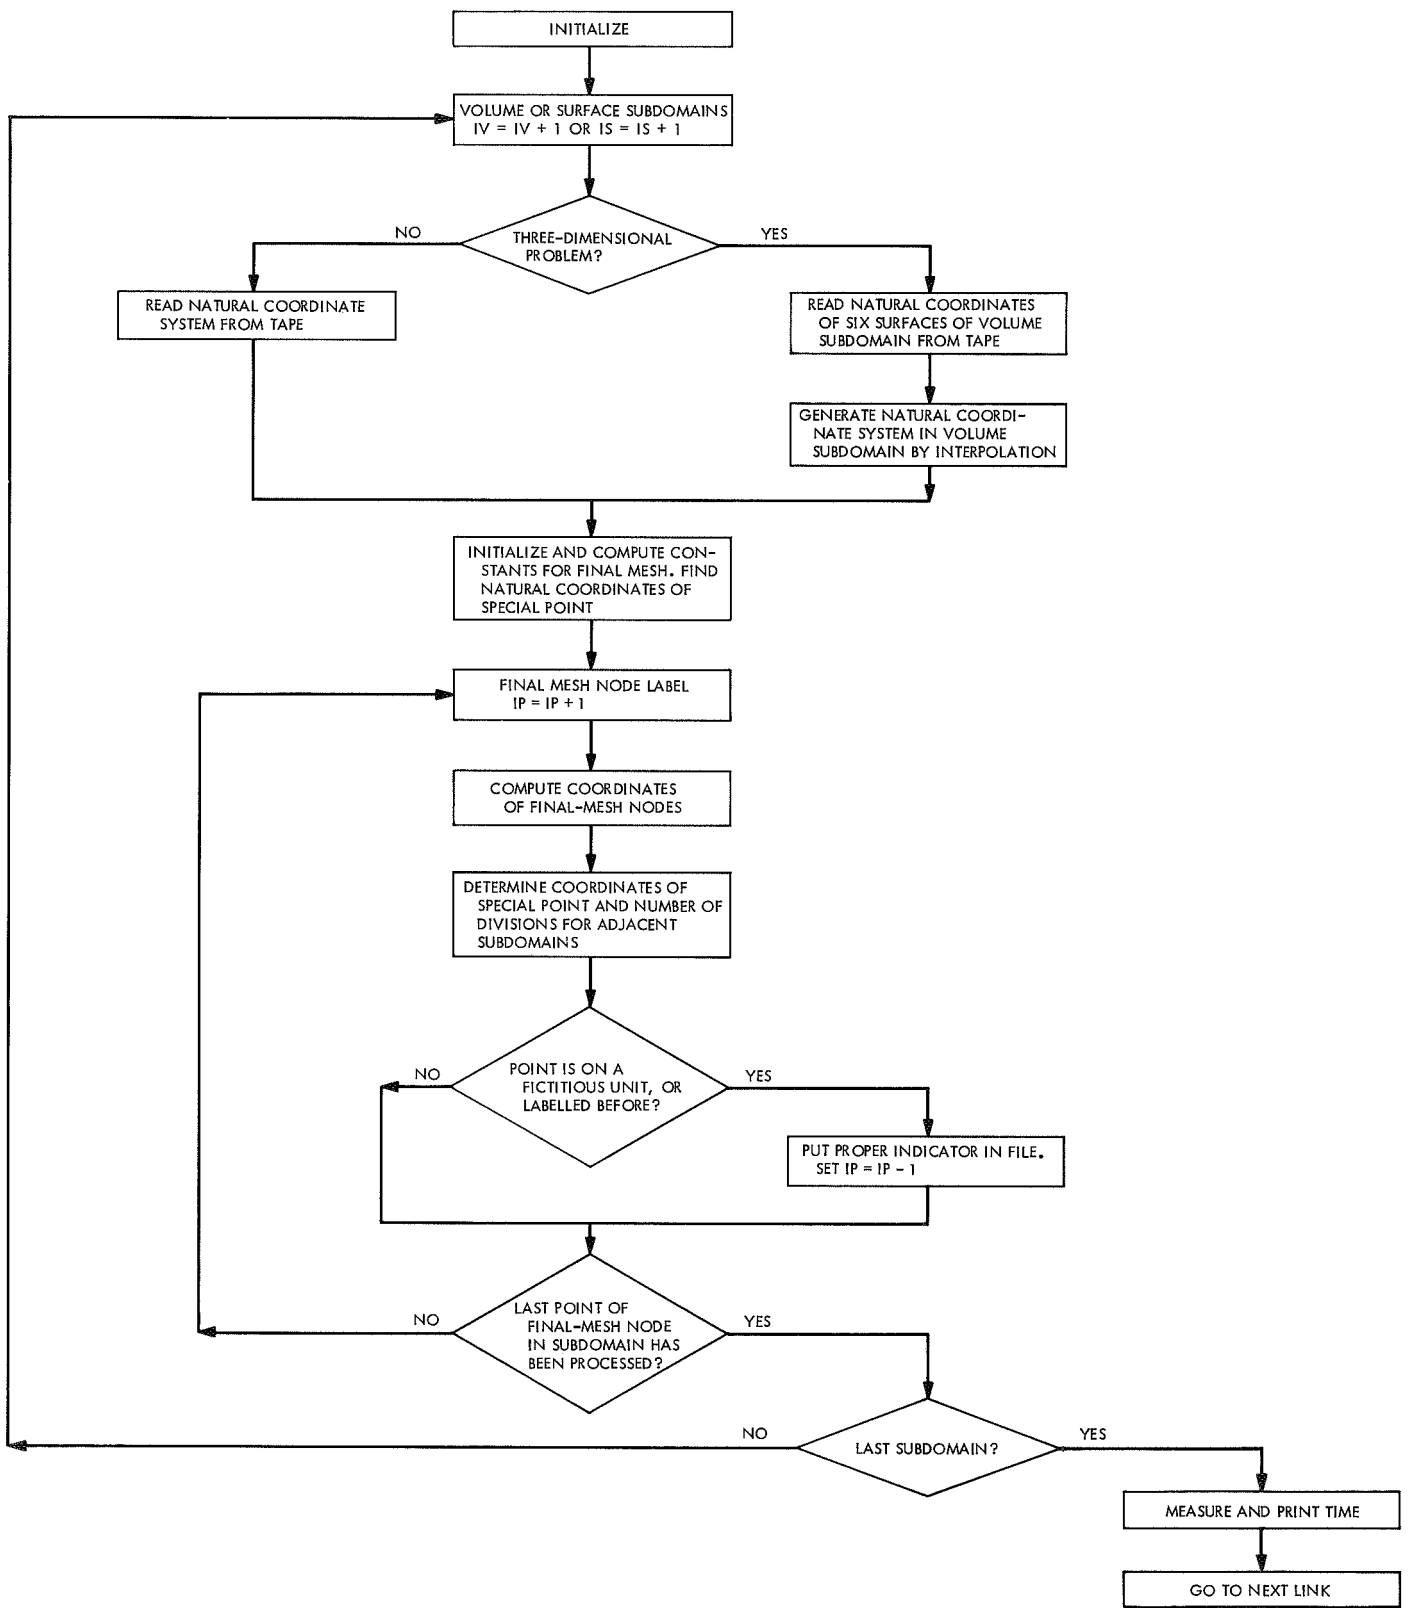 INITIALIZE
VOLUME OR SURFACE SUBDOMAINS
IV = IV + 1 OR IS = IS + 1
THREE-DIMENSIONAL
PROBLEM?
NO
YES
READ NATURAL COORDINATE
SYSTEM FROM TAPE
READ NATURAL COORDINATES
OF SIX SURFACES OF VOLUME
SUBDOMAIN FROM TAPE
GENERATE NATURAL COORDI-
NATE SYSTEM IN VOLUME
SUBDOMAIN BY INTERPOLATION
INITIALIZE AND COMPUTE CON-
STANTS FOR FINAL MESH. FIND
NATURAL COORDINATES OF
SPECIAL POINT
FINAL MESH NODE LABEL
IP = IP + 1
COMPUTE COORDINATES
OF FINAL-MESH NODES
DETERMINE COORDINATES OF
SPECIAL POINT AND NUMBER OF
DIVISIONS FOR ADJACENT
SUBDOMAINS
NO
POINT IS ON A
FICTITIOUS UNIT, OR
LABELLED BEFORE?
YES
PUT PROPER INDICATOR IN FILE.
SET IP = IP - 1
NO
LAST POINT OF
FINAL-MESH NODE
IN SUBDOMAIN HAS
BEEN PROCESSED?
YES
NO
LAST SUBDOMAIN?
YES
MEASURE AND PRINT TIME
GO TO NEXT LINK